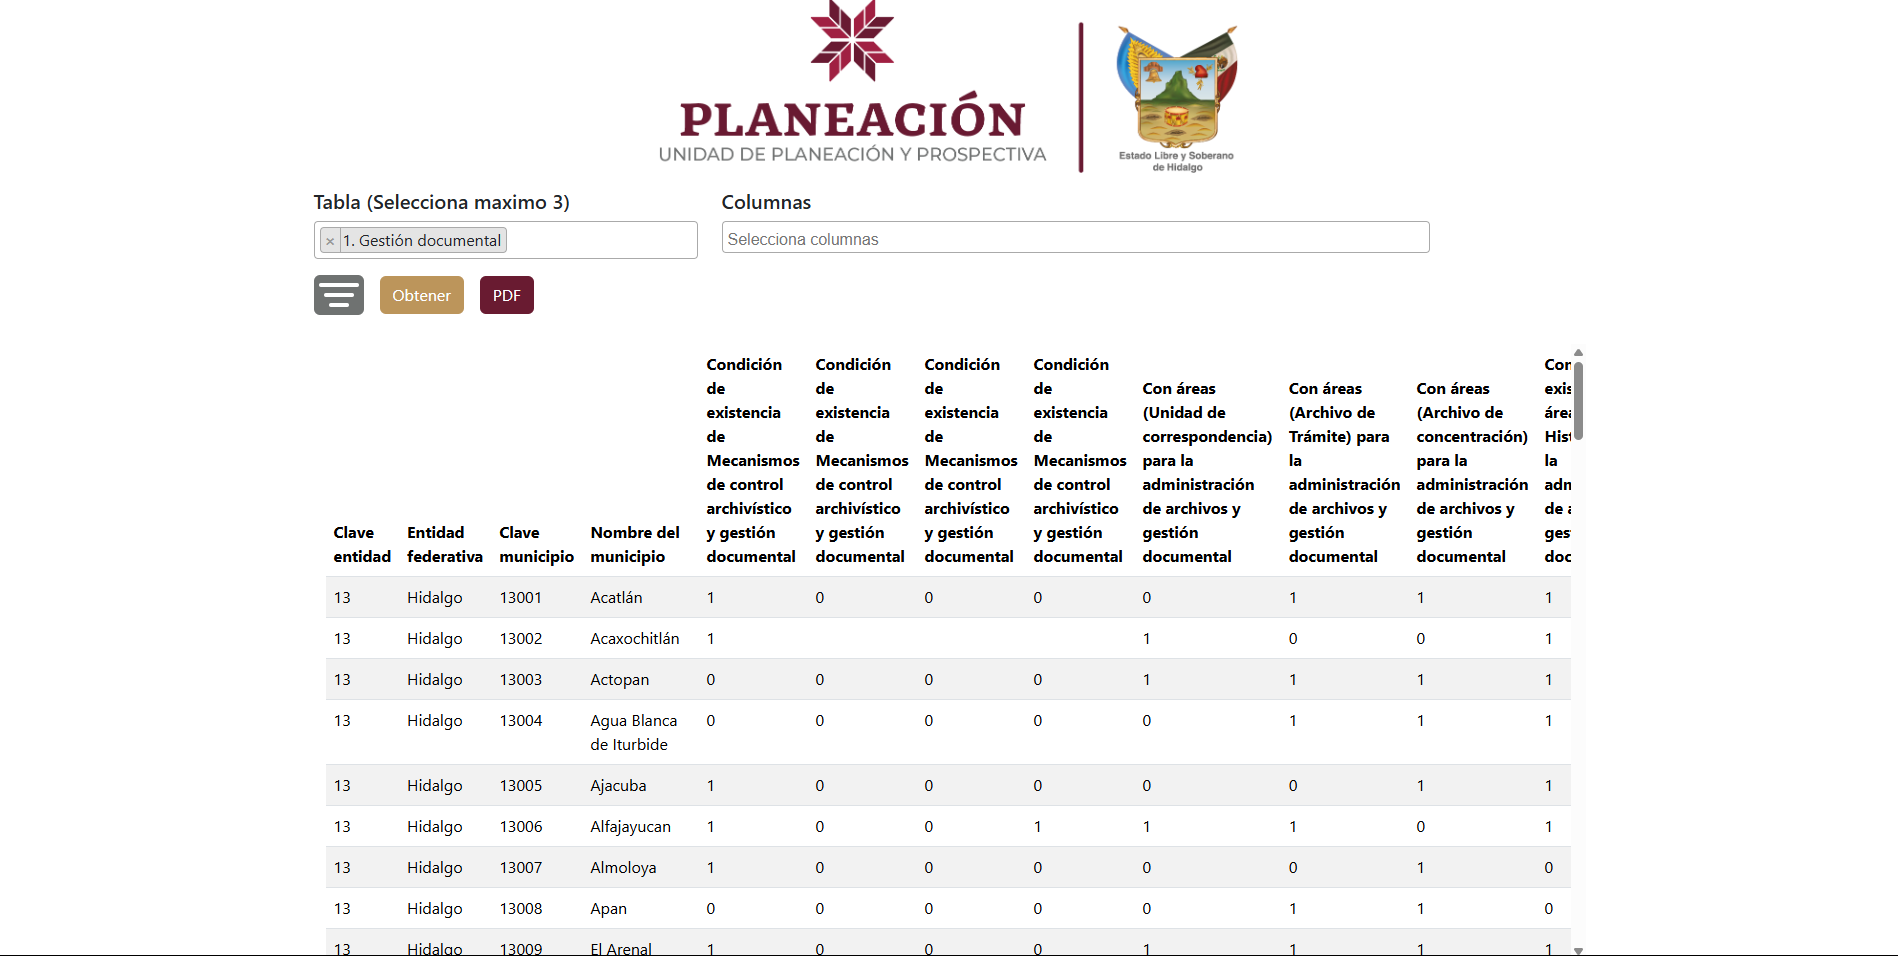 PLANEACIÓN
UNIDAD DE PLANEACIÓN Y PROSPECTIVA
Estado Libre y Soberano
de Hidalgo
Tabla (Selecciona maximo 3)
Columnas
× 1. Gestión documental
Selecciona columnas
Obtener
PDF
Clave entidad
Entidad federativa
Clave municipio
Nombre del municipio
Condición de existencia de Mecanismos de control archivístico y gestión documental
Condición de existencia de Mecanismos de control archivístico y gestión documental
Condición de existencia de Mecanismos de control archivístico y gestión documental
Condición de existencia de Mecanismos de control archivístico y gestión documental
Con áreas (Unidad de correspondencia) para la administración de archivos y gestión documental
Con áreas (Archivo de Trámite) para la administración de archivos y gestión documental
Con áreas (Archivo de concentración) para la administración de archivos y gestión documental
la
13 Hidalgo 13001 Acatlán 1 0 0 0 0 1 1 1
13 Hidalgo 13002 Acaxochitlán 1 1 0 0 1
13 Hidalgo 13003 Actopan 0 0 0 0 1 1 1 1
13 Hidalgo 13004 Agua Blanca de Iturbide 0 0 0 0 0 1 1 1
13 Hidalgo 13005 Ajacuba 1 0 0 0 0 0 1 1
13 Hidalgo 13006 Alfajayucan 1 0 0 1 1 1 0 1
13 Hidalgo 13007 Almoloya 1 0 0 0 0 0 1 0
13 Hidalgo 13008 Apan 0 0 0 0 0 1 1 0
13 Hidalgo 13009 El Arenal 1 0 0 0 1 1 1 1